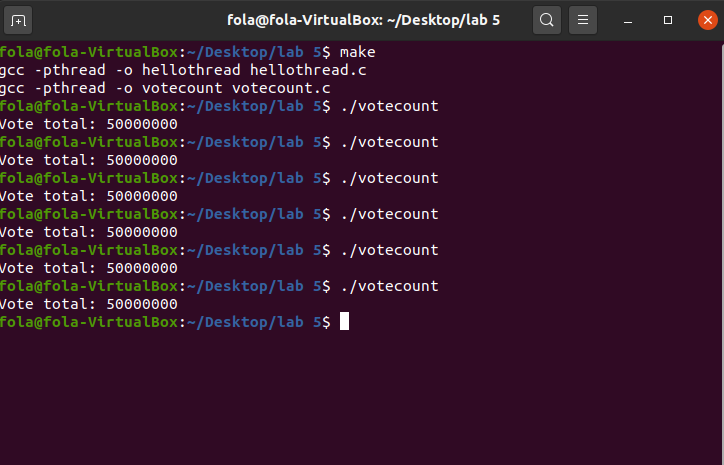 fola@fola-VirtualBox: ~/Desktop/lab 5
fola@fola-VirtualBox:~/Desktop/lab 5$ make
gcc -pthread -o hellothread hellothread.c
gcc -pthread -o votecount votecount.c
fola@fola-VirtualBox:~/Desktop/lab 5$ ./votecount
Vote total: 50000000
fola@fola-VirtualBox:~/Desktop/lab 5$ ./votecount
Vote total: 50000000
fola@fola-VirtualBox:~/Desktop/lab 5$ ./votecount
Vote total: 50000000
fola@fola-VirtualBox:~/Desktop/lab 5$ ./votecount
Vote total: 50000000
fola@fola-VirtualBox:~/Desktop/lab 5$ ./votecount
Vote total: 50000000
fola@fola-VirtualBox:~/Desktop/lab 5$ ./votecount
Vote total: 50000000
fola@fola-VirtualBox:~/Desktop/lab 5$